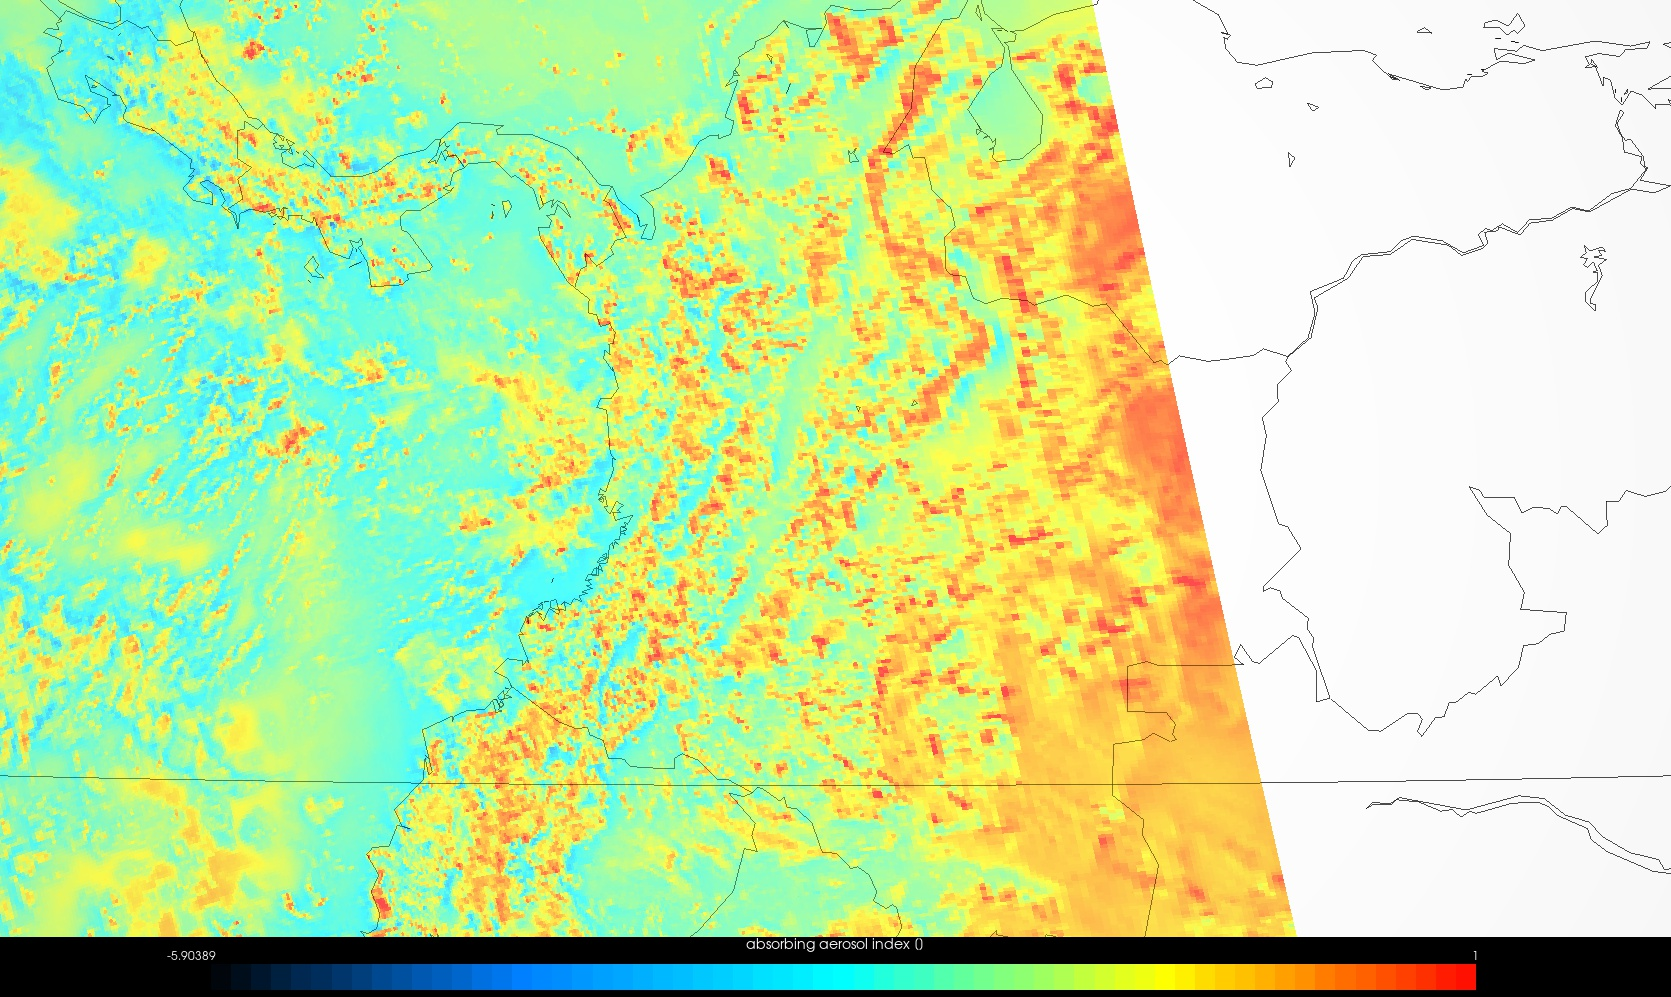 absorbing aerosol index ()
-5.90389
1